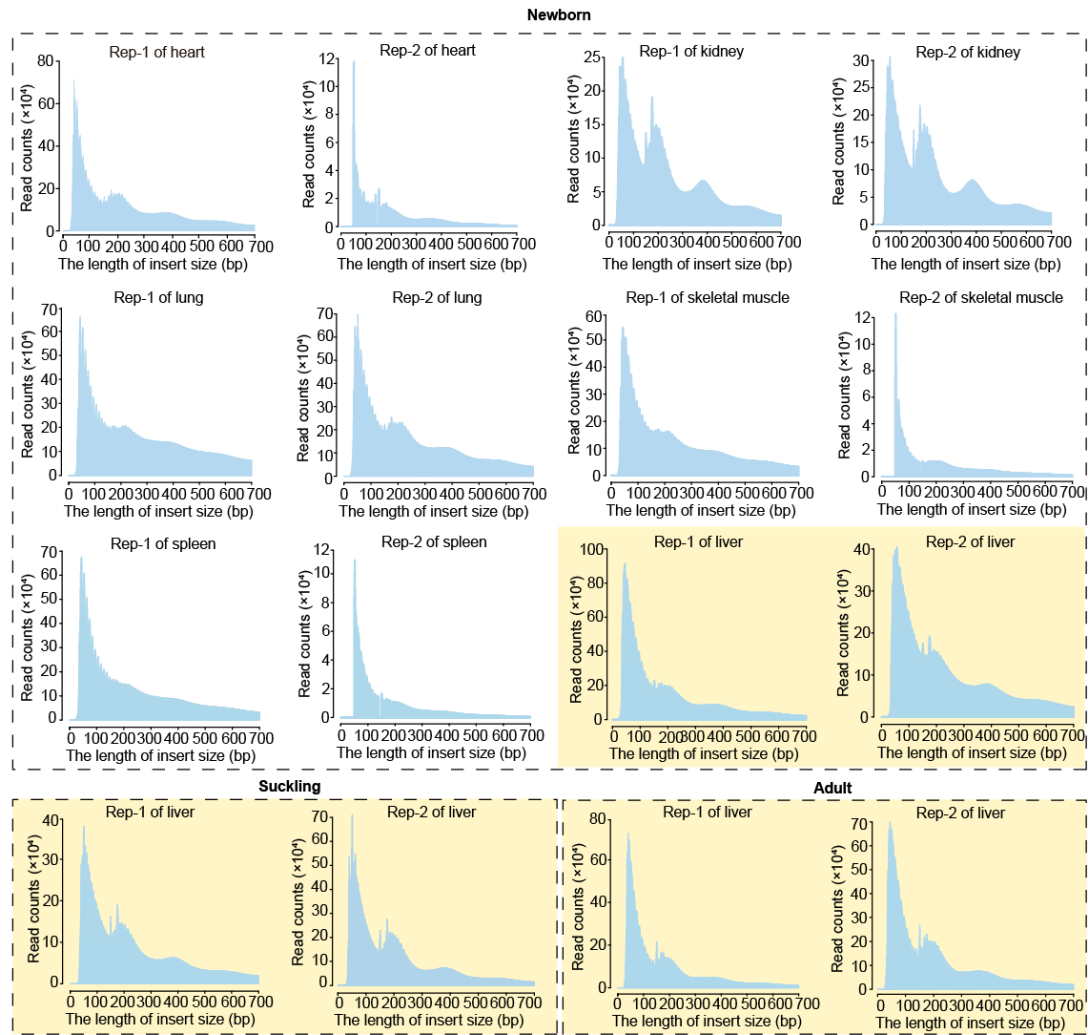 Newborn
Rep-1 of heart
Read counts (×10⁴)
80
60
40
20
0
0 100 200 300 400 500 600 700
The length of insert size (bp)
Rep-2 of heart
Read counts (×10⁴)
12
10
8
6
4
2
0
0 100 200 300 400 500 600 700
The length of insert size (bp)
Rep-1 of kidney
Read counts (×10⁴)
25
20
15
10
5
0
0 100 200 300 400 500 600 700
The length of insert size (bp)
Rep-2 of kidney
Read counts (×10⁴)
30
25
20
15
10
5
0
0 100 200 300 400 500 600 700
The length of insert size (bp)
Rep-1 of lung
Read counts (×10⁴)
70
60
50
40
30
20
10
0
0 100 200 300 400 500 600 700
The length of insert size (bp)
Rep-2 of lung
Read counts (×10⁴)
70
60
50
40
30
20
10
0
0 100 200 300 400 500 600 700
The length of insert size (bp)
Rep-1 of skeletal muscle
Read counts (×10⁴)
60
50
40
30
20
10
0
0 100 200 300 400 500 600 700
The length of insert size (bp)
Rep-2 of skeletal muscle
Read counts (×10⁴)
12
10
8
6
4
2
0
0 100 200 300 400 500 600 700
The length of insert size (bp)
Rep-1 of spleen
Read counts (×10⁴)
70
60
50
40
30
20
10
0
0 100 200 300 400 500 600 700
The length of insert size (bp)
Rep-2 of spleen
Read counts (×10⁴)
12
10
8
6
4
2
0
0 100 200 300 400 500 600 700
The length of insert size (bp)
Rep-1 of liver
Read counts (×10⁴)
100
80
60
40
20
0
0 100 200 300 400 500 600 700
The length of insert size (bp)
Rep-2 of liver
Read counts (×10⁴)
40
30
20
10
0
0 100 200 300 400 500 600 700
The length of insert size (bp)
Suckling
Rep-1 of liver
Read counts (×10⁴)
40
30
20
10
0
0 100 200 300 400 500 600 700
The length of insert size (bp)
Rep-2 of liver
Read counts (×10⁴)
70
60
50
40
30
20
10
0
0 100 200 300 400 500 600 700
The length of insert size (bp)
Adult
Rep-1 of liver
Read counts (×10⁴)
80
60
40
20
0
0 100 200 300 400 500 600 700
The length of insert size (bp)
Rep-2 of liver
Read counts (×10⁴)
70
60
50
40
30
20
10
0
0 100 200 300 400 500 600 700
The length of insert size (bp)